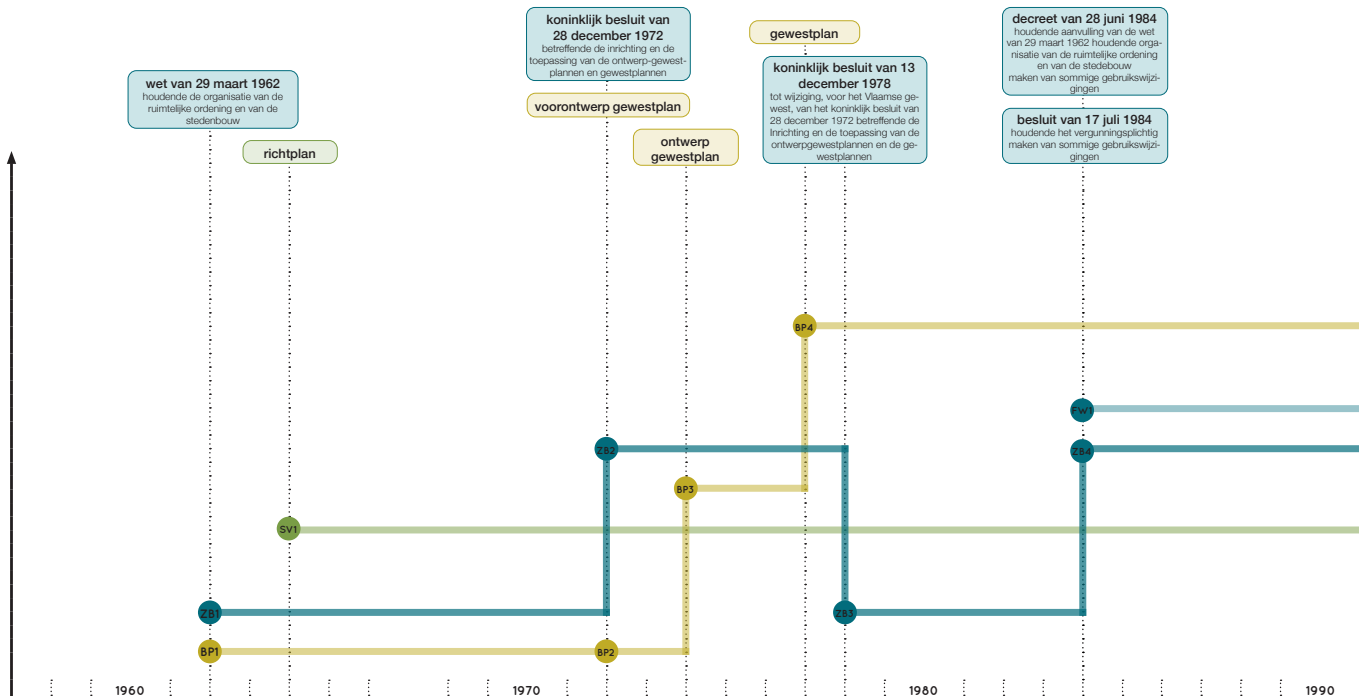 wet van 29 maart 1962
houdende de organisatie van de
ruimtelijke ordening en van de
stedenbouw
richtplan
koninklijk besluit van
28 december 1972
betreffende de inrichting en de
toepassing van de ontwerp-gewest-
plannen en gewestplannen
voorontwerp gewestplan
ontwerp
gewestplan
gewestplan
koninklijk besluit van 13
december 1978
tot wijziging, voor het Vlaamse ge-
west, van het koninklijk besluit van
28 december 1972 betreffende de
Inrichting en de toepassing van de
ontwerpgewestplannen en de ge-
westplannen
decreet van 28 juni 1984
houdende aanvulling van de wet
van 29 maart 1962 houdende orga-
nisatie van de ruimtelijke ordening
en van de stedebouw
maken van sommige gebruikswijzi-
gingen
besluit van 17 juli 1984
houdende het vergunningsplichtig
maken van sommige gebruikswijzi-
gingen
BP4
FW1
ZB2
ZB4
BP3
SV1
ZB1
ZB3
BP1
BP2
1960
1970
1980
1990